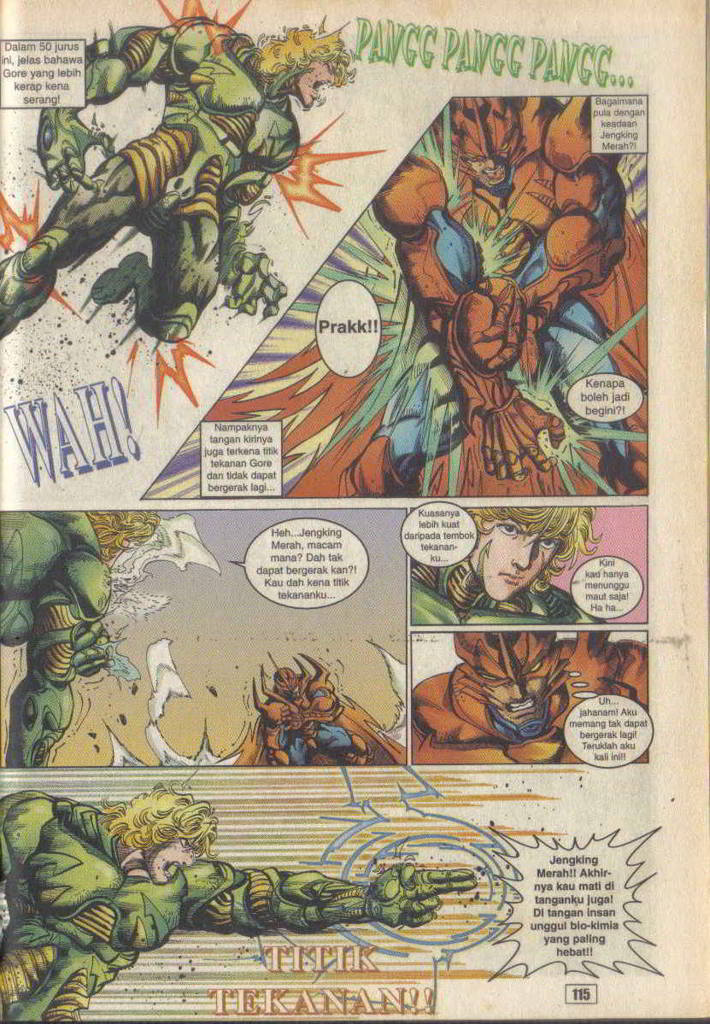 Dalam 50 jurus
ini, jelas bahawa
Gore yang lebih
kerap kena
serang!
PANGG PANGG PANGG...
Bagaimana
pula dengan
keadaan
Jengking
Merah?!
Prakk!!
Kenapa
boleh jadi
begini?!
WAH!
Nampaknya
tangan kirinya
juga terkena titik
tekanan Gore
dan tidak dapat
bergerak lagi...
Heh...Jengking
Merah, macam
mana? Dah tak
dapat bergerak kan?!
Kau dah kena titik
tekananku...
Kuasanya
lebih kuat
daripada tembok
tekanan-
ku...
Kini
kau hanya
menunggu
maut saja!
Ha ha...
Uh...
jahanam! Aku
memang tak dapat
bergerak lagi!
Teruklah aku
kali ini!!
Jengking
Merah!! Akhir-
nya kau mati di
tanganku juga!
Di tangan insan
unggul bio-kimia
yang paling
hebat!!
TITIK
TEKANAN!!
115